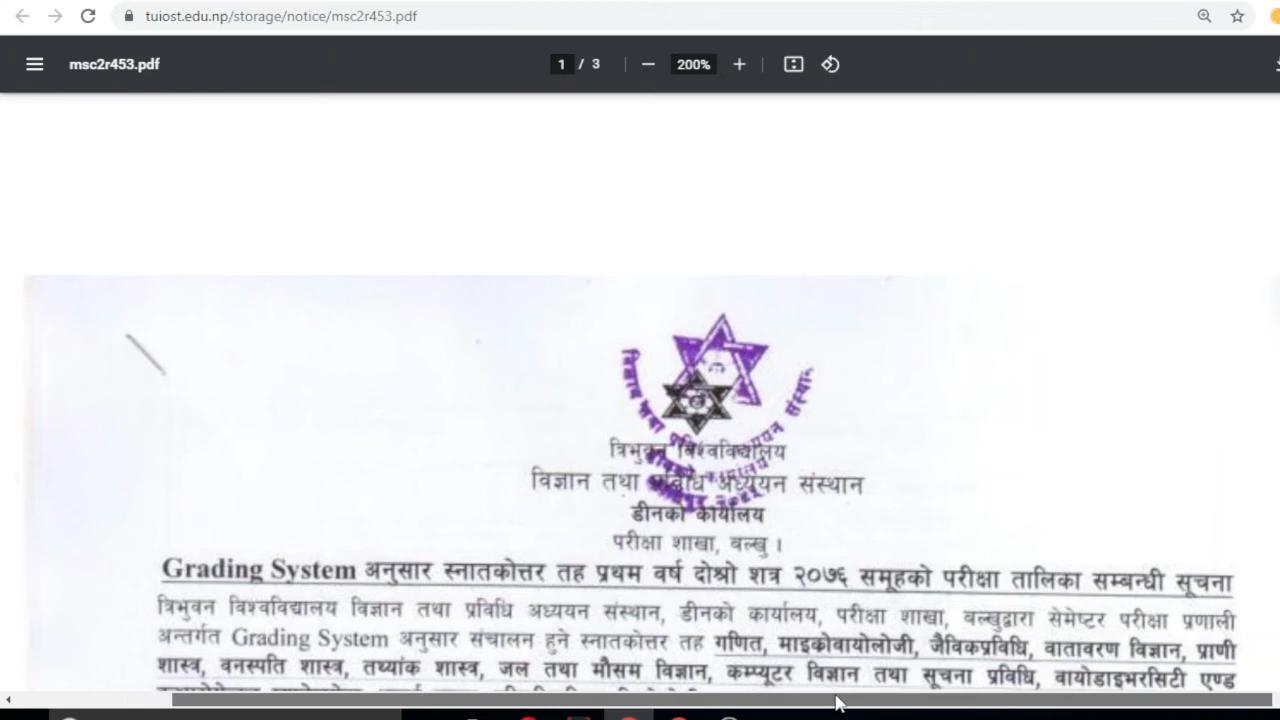 tuiost.edu.np/storage/notice/msc2r453.pdf
msc2r453.pdf
1 / 3
200%
त्रिभुवन विश्वविद्यालय
विज्ञान तथा प्रविधि अध्ययन संस्थान
डीनको कार्यालय
परीक्षा शाखा, बल्खु ।
Grading System अनुसार स्नातकोत्तर तह प्रथम वर्ष दोश्रो शत्र २०७६ समूहको परीक्षा तालिका सम्बन्धी सूचना
त्रिभुवन विश्वविद्यालय विज्ञान तथा प्रविधि अध्ययन संस्थान, डीनको कार्यालय, परीक्षा शाखा, बल्खुद्वारा सेमेष्टर परीक्षा प्रणाली
अन्तर्गत Grading System अनुसार संचालन हुने स्नातकोत्तर तह गणित, माइकोवायोलोजी, जैविकप्रविधि, वातावरण विज्ञान, प्राणी
शास्त्र, वनस्पति शास्त्र, तथ्यांक शास्त्र, जल तथा मौसम विज्ञान, कम्प्यूटर विज्ञान तथा सूचना प्रविधि, वायोडाइभरसिटी एण्ड